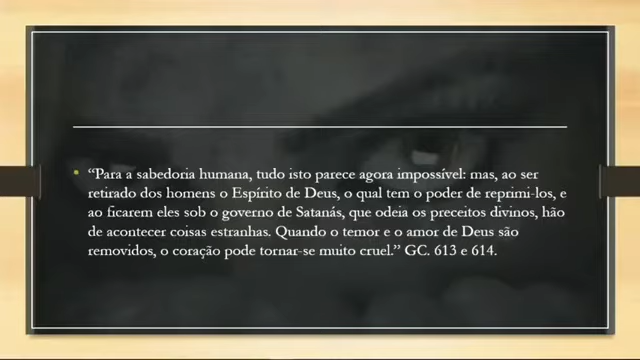 • “Para a sabedoria humana, tudo isto parece agora impossível: mas, ao ser
retirado dos homens o Espírito de Deus, o qual tem o poder de reprimi-los, e
ao ficarem eles sob o governo de Satanás, que odeia os preceitos divinos, hão
de acontecer coisas estranhas. Quando o temor e o amor de Deus são
removidos, o coração pode tornar-se muito cruel.” GC. 613 e 614.